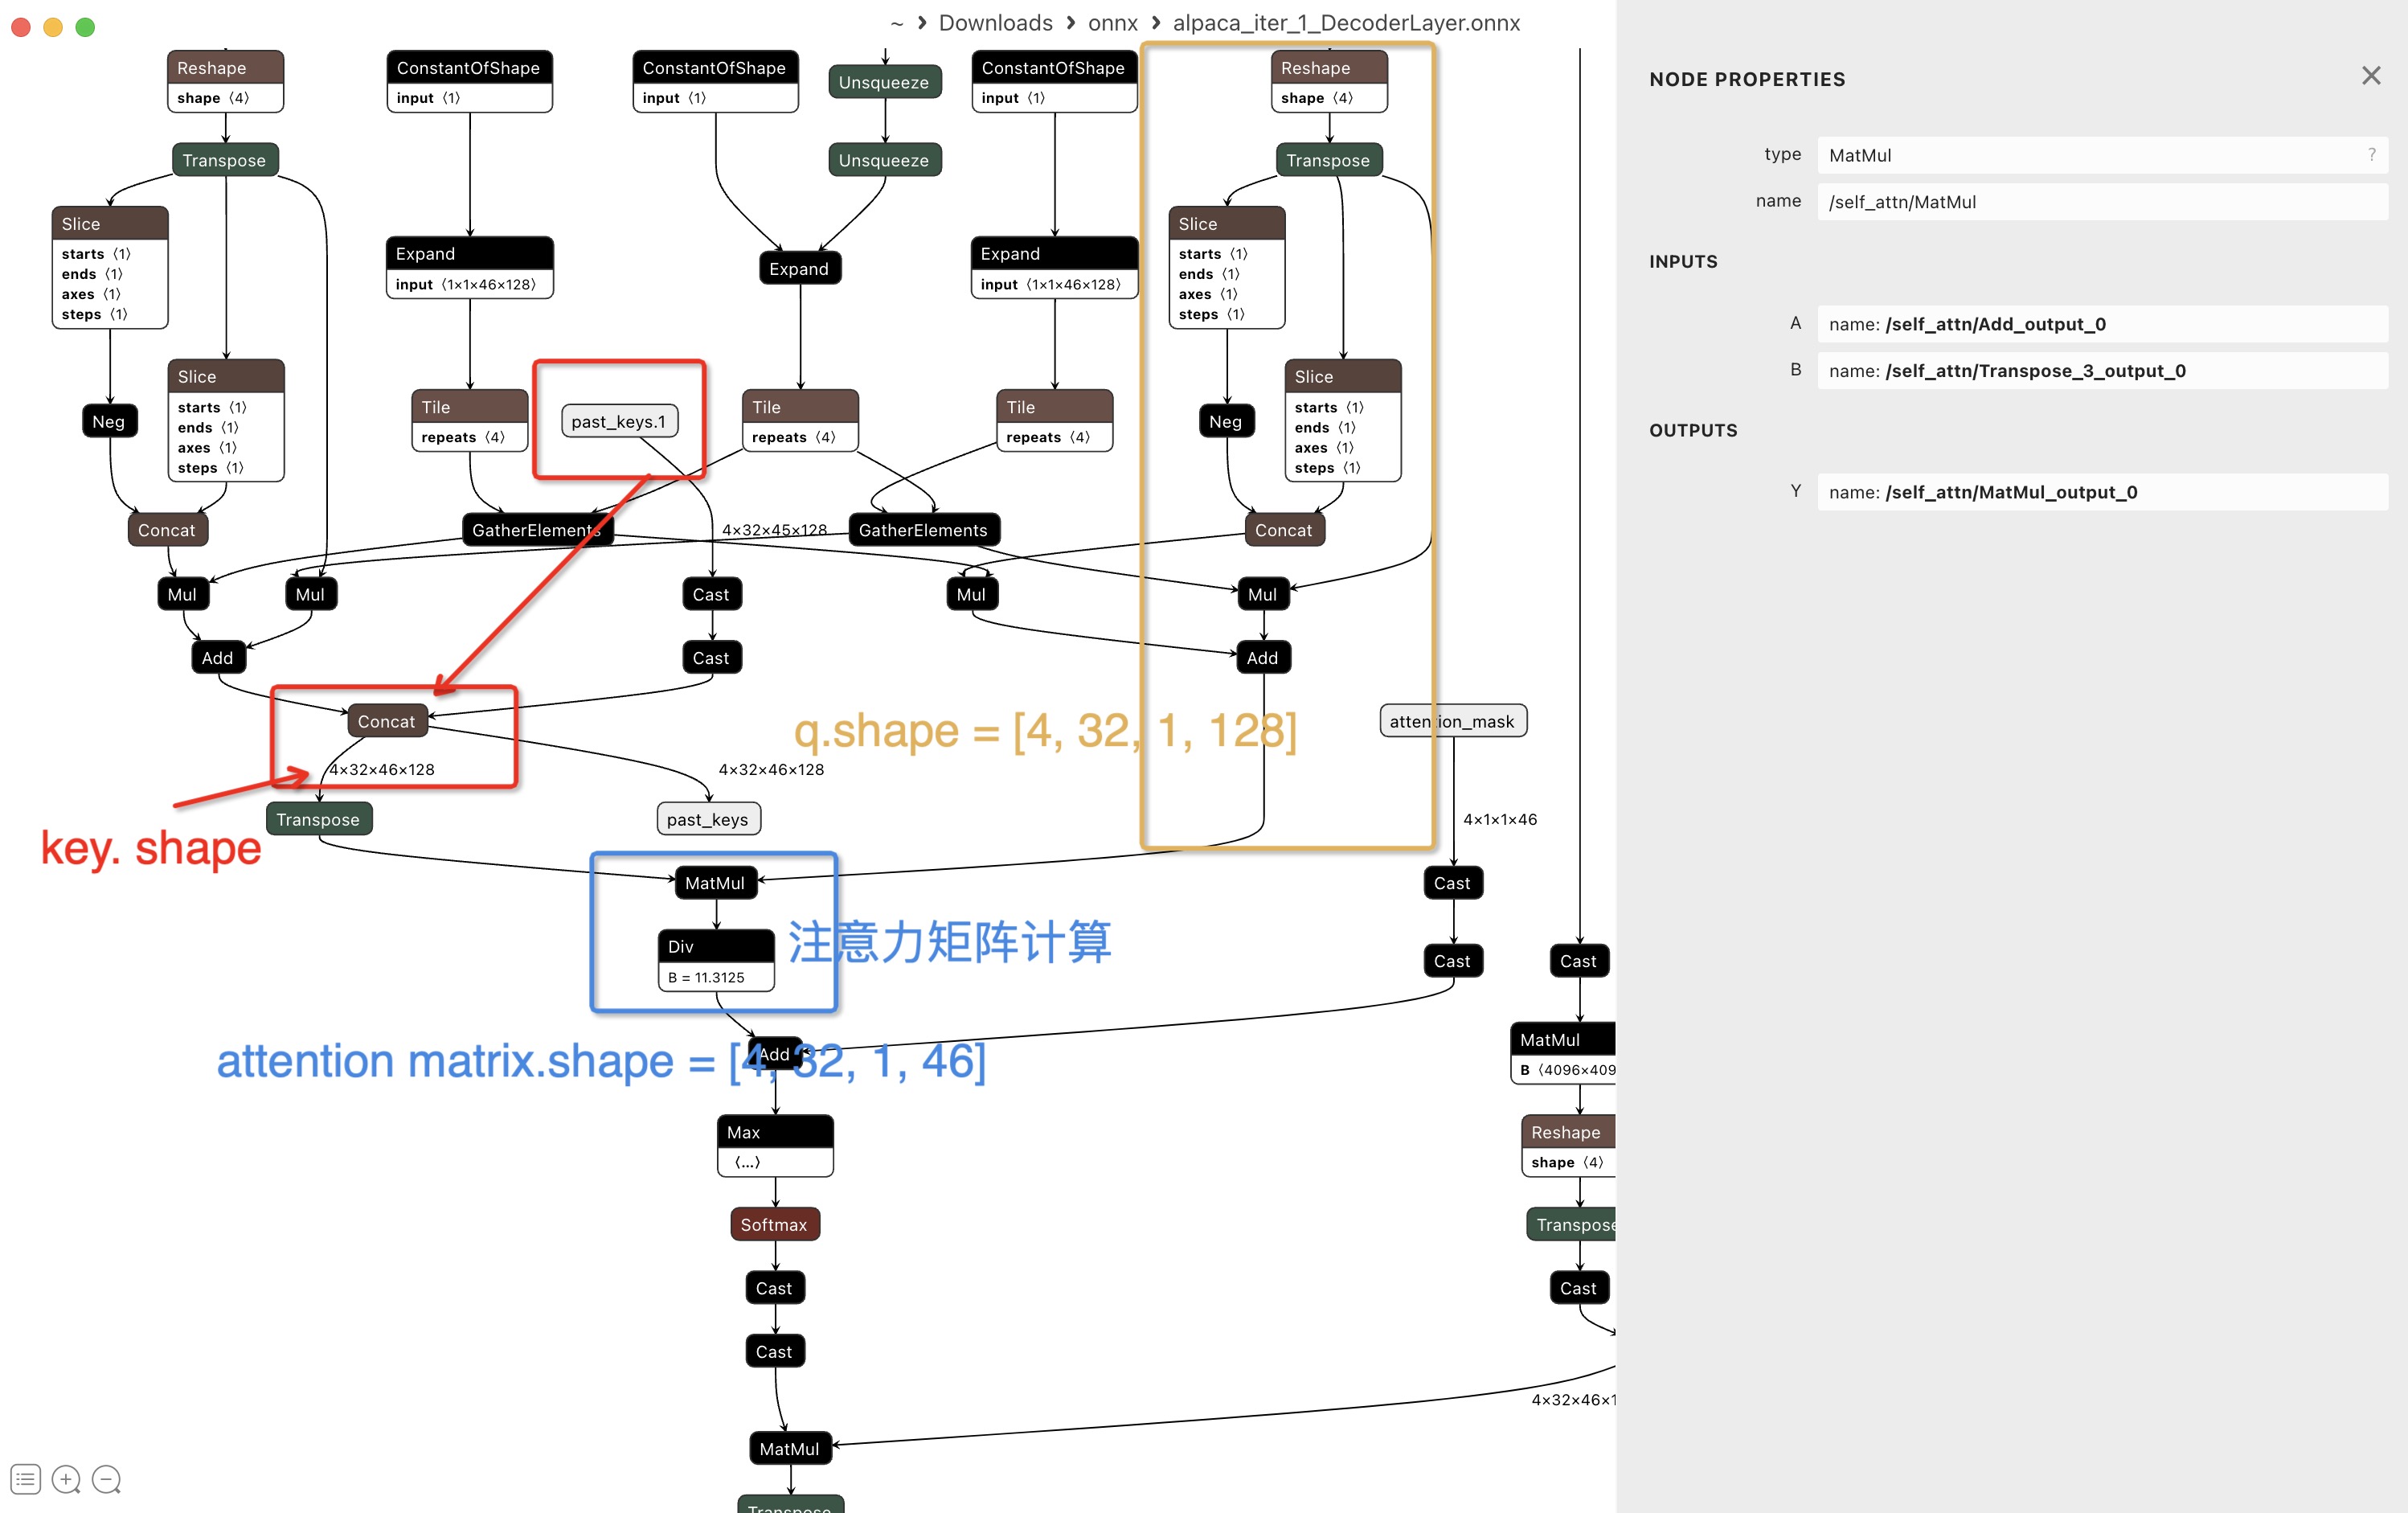 ~ › Downloads › onnx › alpaca_iter_1_DecoderLayer.onnx
Reshape
shape ⟨4⟩
ConstantOfShape
input ⟨1⟩
ConstantOfShape
input ⟨1⟩
Unsqueeze
ConstantOfShape
input ⟨1⟩
Reshape
shape ⟨4⟩
Transpose
Unsqueeze
Transpose
Slice
starts ⟨1⟩
ends ⟨1⟩
axes ⟨1⟩
steps ⟨1⟩
Expand
input ⟨1×1×46×128⟩
Expand
Expand
input ⟨1×1×46×128⟩
Slice
starts ⟨1⟩
ends ⟨1⟩
axes ⟨1⟩
steps ⟨1⟩
Neg
Slice
starts ⟨1⟩
ends ⟨1⟩
axes ⟨1⟩
steps ⟨1⟩
Tile
repeats ⟨4⟩
past_keys.1
Tile
repeats ⟨4⟩
Tile
repeats ⟨4⟩
Neg
Slice
starts ⟨1⟩
ends ⟨1⟩
axes ⟨1⟩
steps ⟨1⟩
Concat
GatherElements
4×32×45×128
GatherElements
Concat
Mul
Mul
Cast
Mul
Mul
Add
Cast
Add
Concat
q.shape = [4, 32, 1, 128]
attention_mask
4×32×46×128
4×32×46×128
key. shape
Transpose
past_keys
4×1×1×46
MatMul
Cast
Div
B = 11.3125
注意力矩阵计算
Cast
Cast
Add
attention matrix.shape = [4, 32, 1, 46]
MatMul
B ⟨4096×409
Max
⟨...⟩
Reshape
shape ⟨4⟩
Softmax
Transpose
Cast
Cast
Cast
4×32×46×1
MatMul
Transpose
NODE PROPERTIES
type MatMul ?
name /self_attn/MatMul
INPUTS
A name: /self_attn/Add_output_0
B name: /self_attn/Transpose_3_output_0
OUTPUTS
Y name: /self_attn/MatMul_output_0